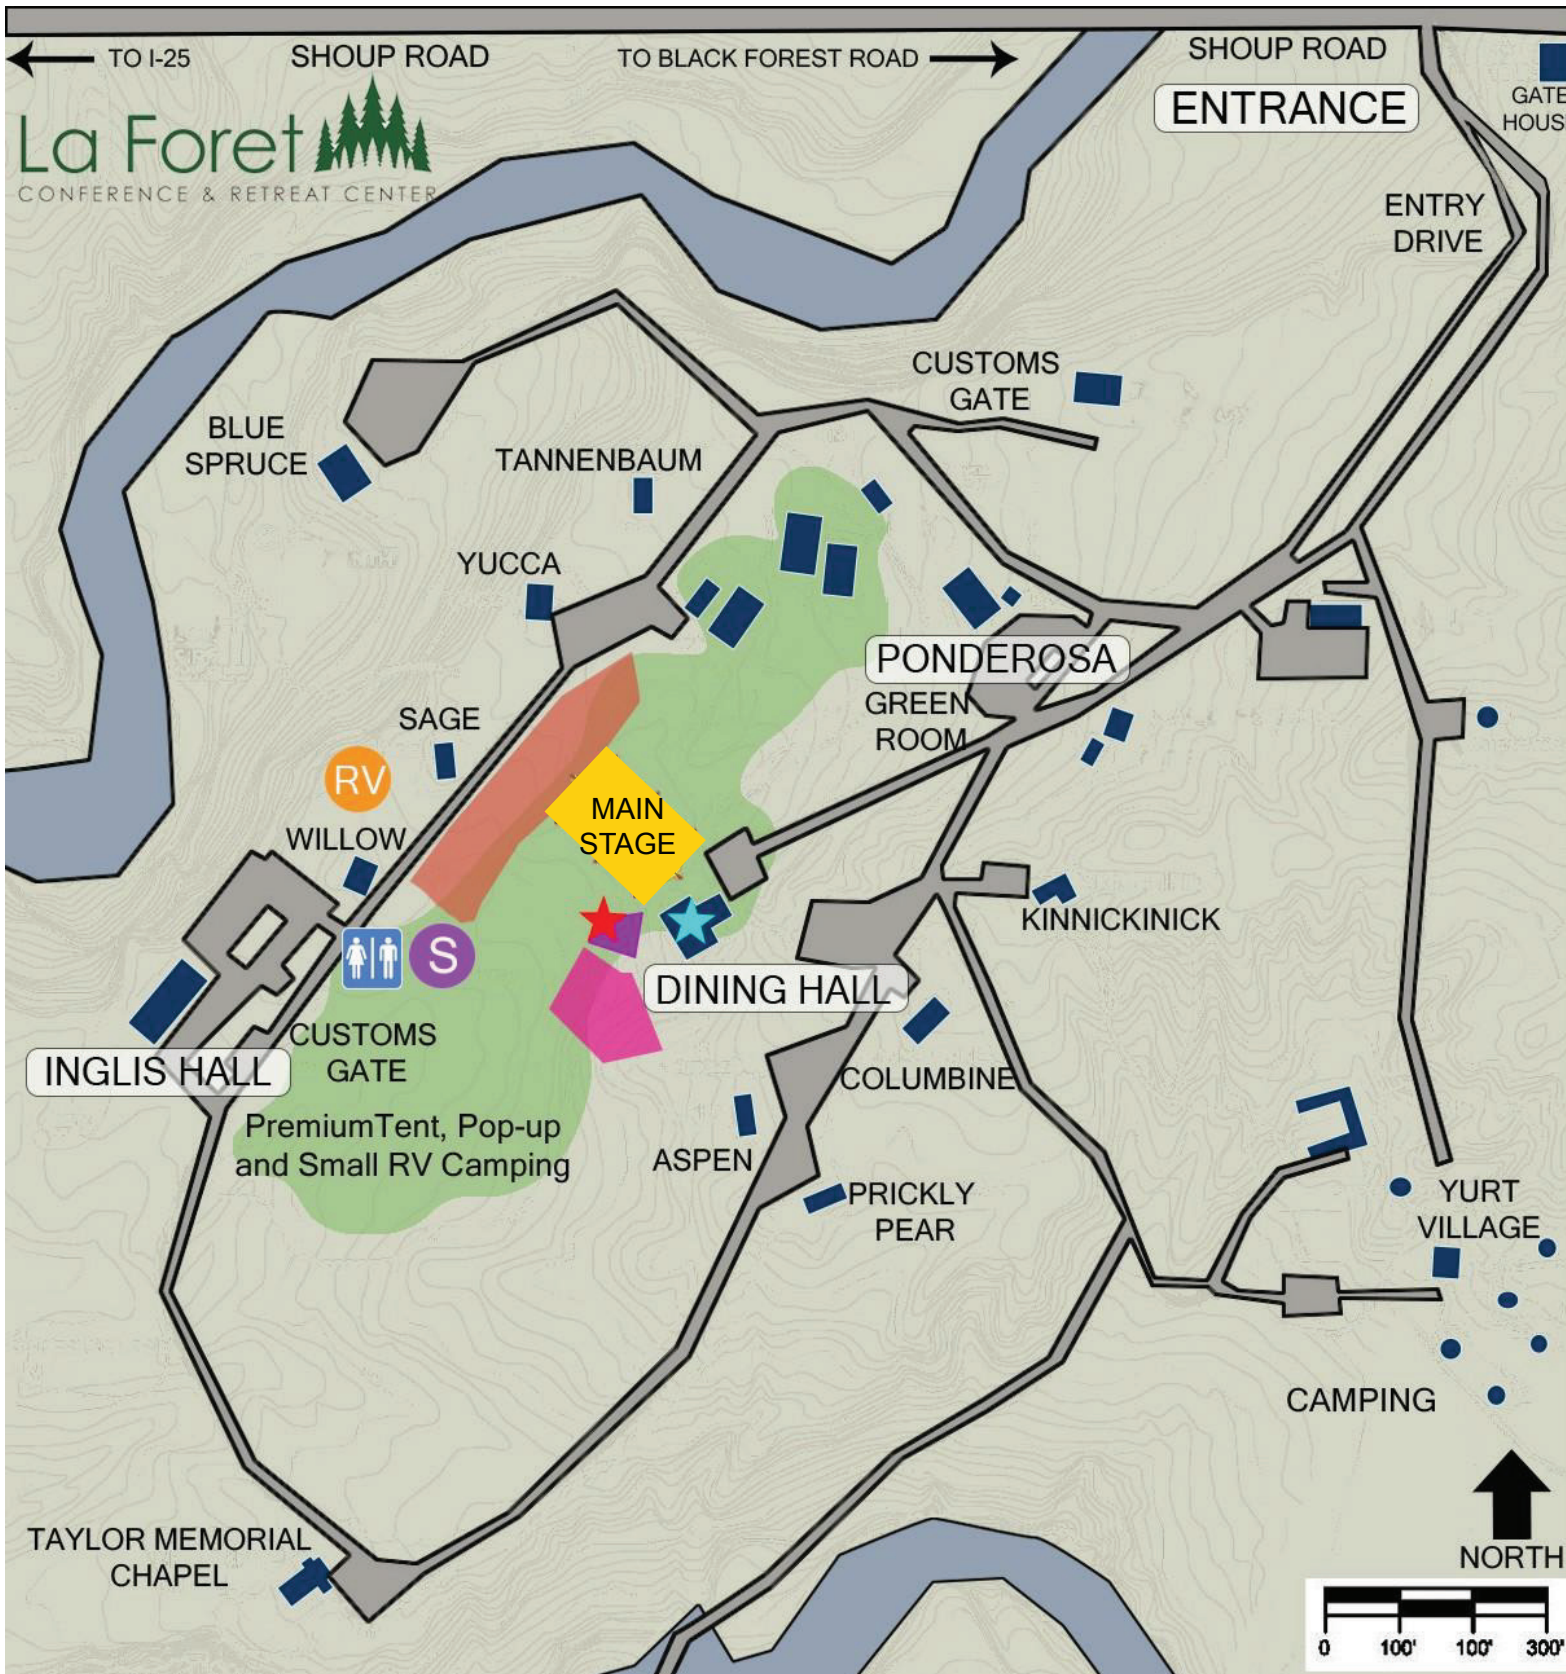 TO I-25
SHOUP ROAD
TO BLACK FOREST ROAD
SHOUP ROAD
ENTRANCE
GATE
HOUS
La Foret
CONFERENCE & RETREAT CENTER
ENTRY
DRIVE
CUSTOMS
GATE
BLUE
SPRUCE
TANNENBAUM
YUCCA
PONDEROSA
GREEN
ROOM
SAGE
RV
MAIN
STAGE
WILLOW
KINNICKINICK
S
DINING HALL
CUSTOMS
GATE
INGLIS HALL
COLUMBINE
PremiumTent, Pop-up
and Small RV Camping
ASPEN
PRICKLY
PEAR
YURT
VILLAGE
CAMPING
TAYLOR MEMORIAL
CHAPEL
NORTH
0 100' 100' 300'